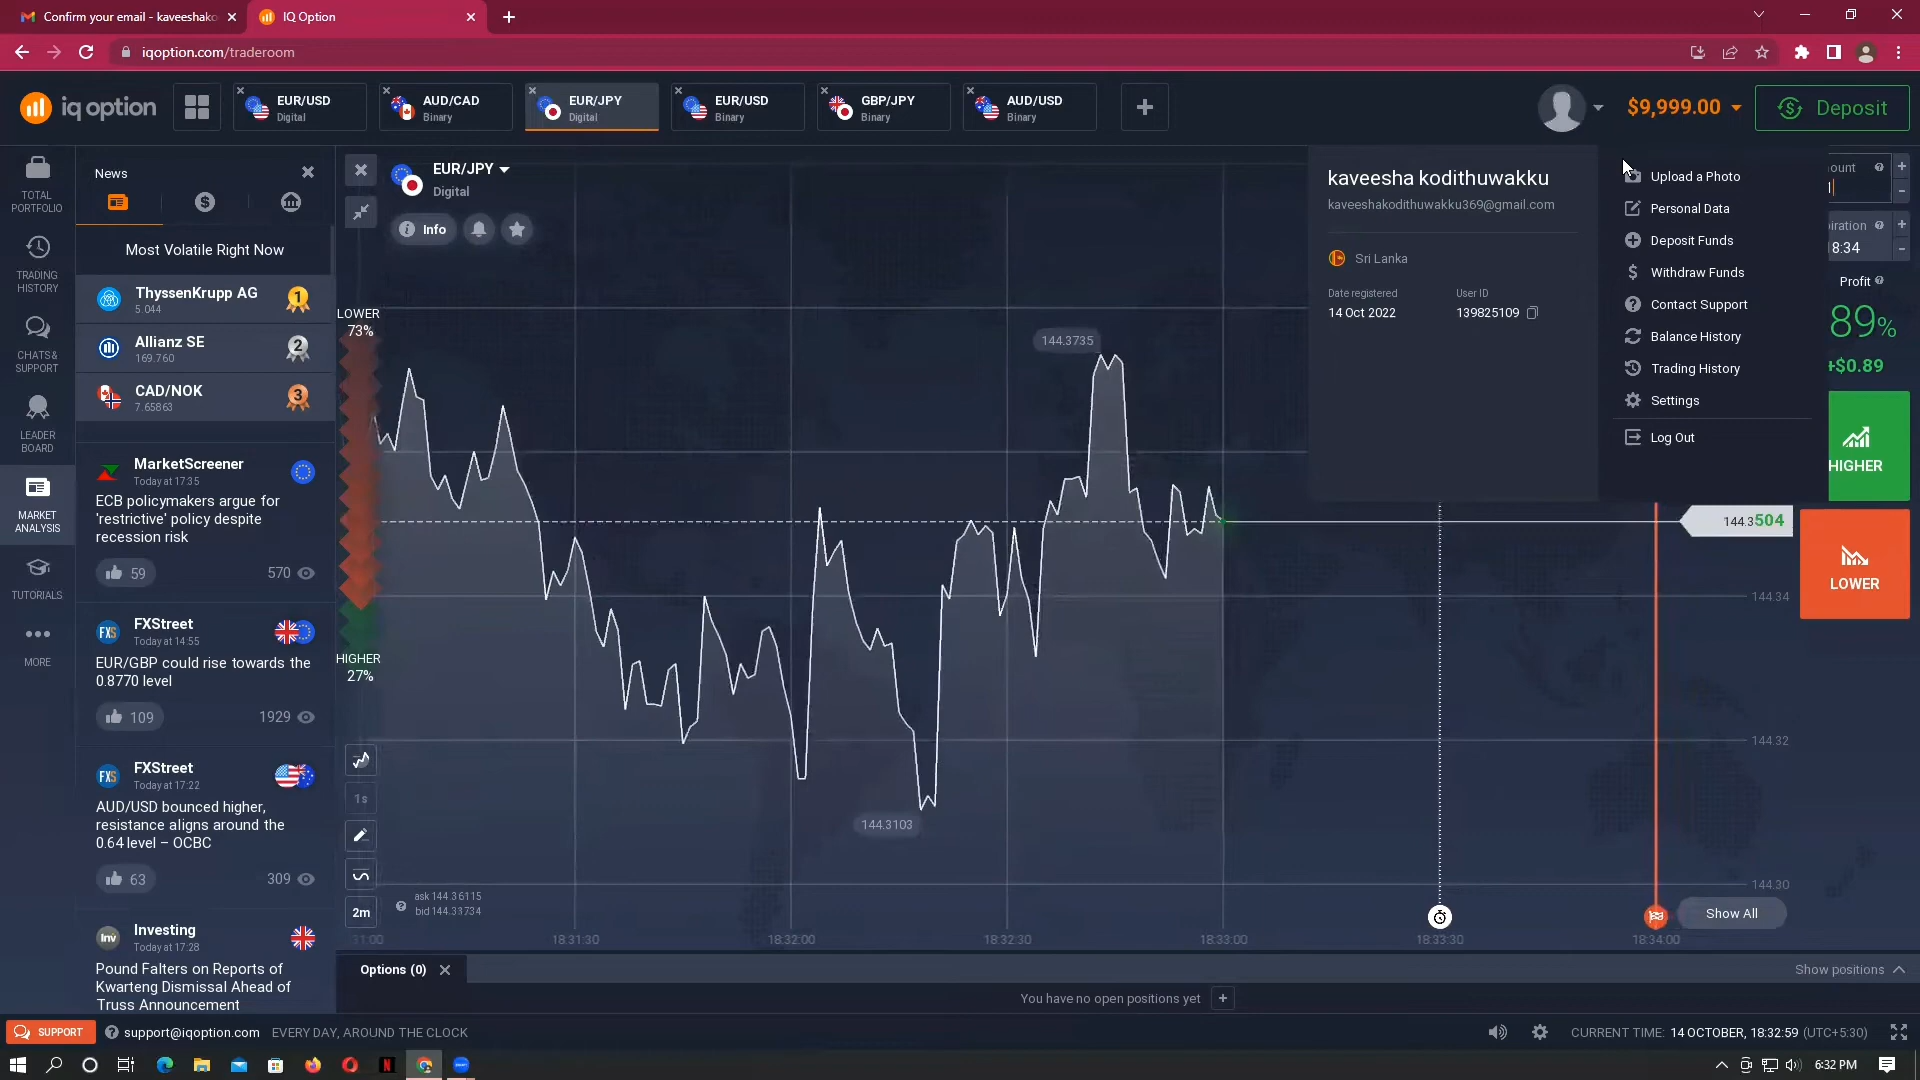 Confirm your email - kaveeshako
IQ Option
iqoption.com/traderoom
iq option
EUR/USD
Digital
AUD/CAD
Binary
EUR/JPY
Digital
EUR/USD
Binary
GBP/JPY
Binary
AUD/USD
Binary
$9,999.00
Deposit
TOTAL
PORTFOLIO
TRADING
HISTORY
CHATS &
SUPPORT
LEADER
BOARD
MARKET
ANALYSIS
TUTORIALS
MORE
News
Most Volatile Right Now
ThyssenKrupp AG
5.044
1
Allianz SE
169.760
2
CAD/NOK
7.65863
3
MarketScreener
Today at 17:35
ECB policymakers argue for
'restrictive' policy despite
recession risk
59
570
FXS
FXStreet
Today at 14:55
EUR/GBP could rise towards the
0.8770 level
109
1929
FXS
FXStreet
Today at 17:22
AUD/USD bounced higher,
resistance aligns around the
0.64 level – OCBC
63
309
Inv
Investing
Today at 17:28
Pound Falters on Reports of
Kwarteng Dismissal Ahead of
Truss Announcement
EUR/JPY
Digital
Info
LOWER
73%
HIGHER
27%
144.3735
144.3103
1s
2m
ask 144.36115
bid 144.33734
31:00
18:31:30
18:32:00
18:32:30
18:33:00
18:33:30
18:34:00
144.3504
144.34
144.32
144.30
Show All
kaveesha kodithuwakku
kaveeshakodithuwakku369@gmail.com
Sri Lanka
Date registered
14 Oct 2022
User ID
139825109
Upload a Photo
Personal Data
Deposit Funds
Withdraw Funds
Contact Support
Balance History
Trading History
Settings
Log Out
ount
1
iration
8:34
Profit
89%
+$0.89
HIGHER
LOWER
Options (0)
Show positions
You have no open positions yet
SUPPORT
support@iqoption.com
EVERY DAY, AROUND THE CLOCK
CURRENT TIME: 14 OCTOBER, 18:32:59 (UTC+5:30)
6:32 PM